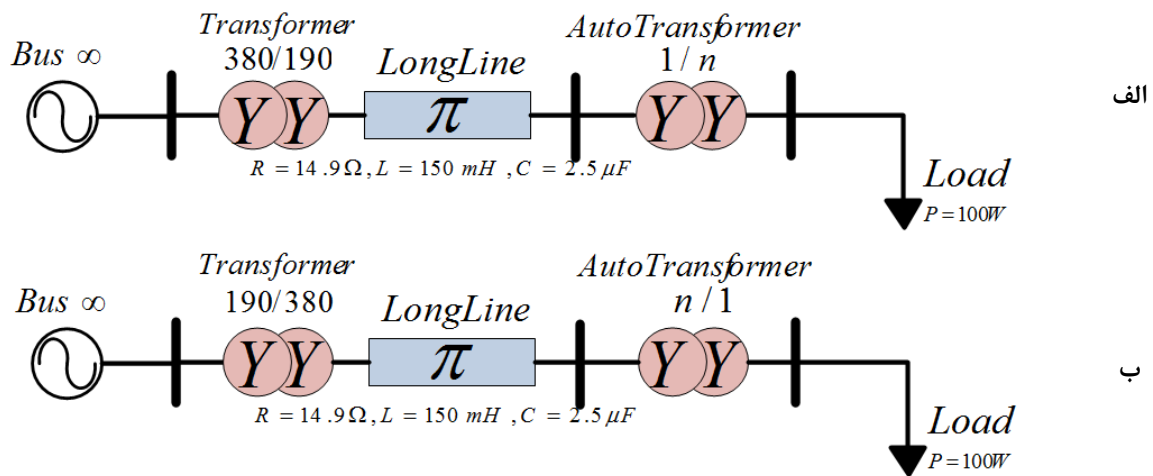 Transformer
380/190
AutoTransformer
1 / n
Bus ∞
LongLine
الف
Y Y
π
Y Y
R = 14.9Ω, L = 150 mH , C = 2.5 μF
Load
P = 100W
Transformer
190/380
AutoTransformer
n / 1
Bus ∞
LongLine
Y Y
π
Y Y
ب
R = 14.9Ω, L = 150 mH , C = 2.5 μF
Load
P = 100W